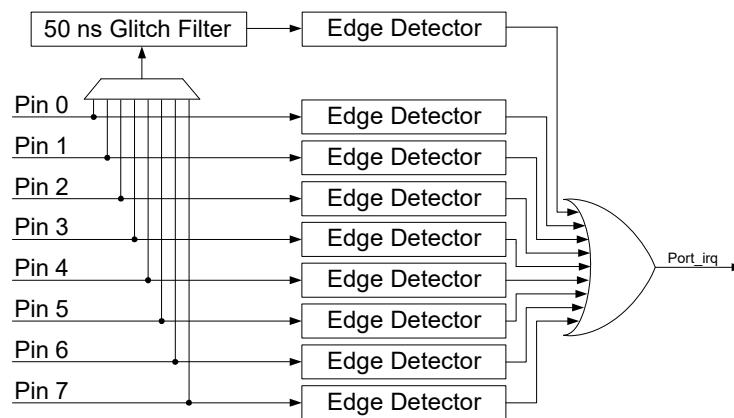 50 ns Glitch Filter
Edge Detector
Pin 0
Edge Detector
Pin 1
Edge Detector
Pin 2
Edge Detector
Pin 3
Edge Detector
Port_irq
Pin 4
Edge Detector
Pin 5
Edge Detector
Pin 6
Edge Detector
Pin 7
Edge Detector